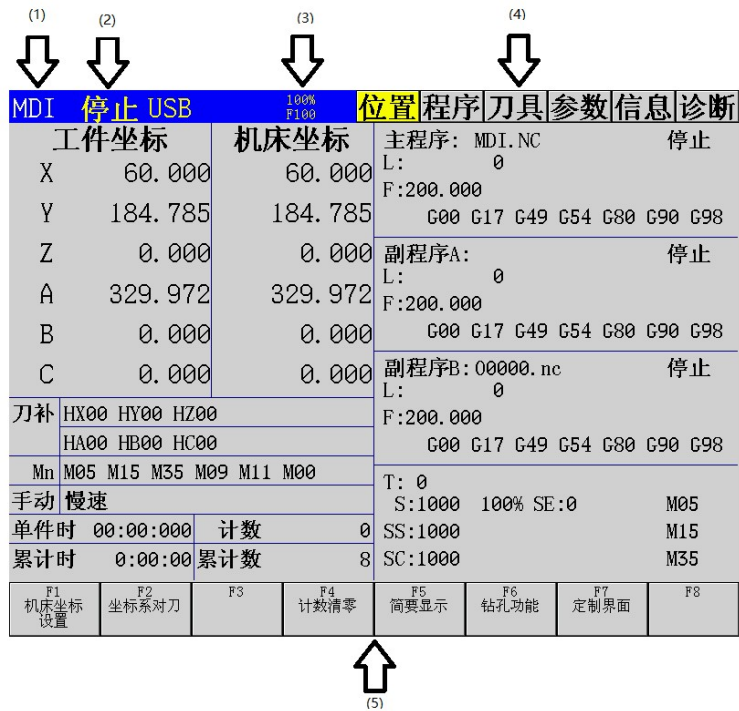 (1) (2) (3) (4)
MDI 停止 USB 100% F100 位置 程序 刀具 参数 信息 诊断
工件坐标 机床坐标
X 60.000 60.000
Y 184.785 184.785
Z 0.000 0.000
A 329.972 329.972
B 0.000 0.000
C 0.000 0.000
刀补 HX00 HY00 HZ00
HA00 HB00 HC00
Mn M05 M15 M35 M09 M11 M00
手动 慢速
单件时 00:00:000 计数 0
累计时 0:00:00 累计数 8
主程序: MDI.NC 停止
L: 0
F:200.000
G00 G17 G49 G54 G80 G90 G98
副程序A: 停止
L: 0
F:200.000
G00 G17 G49 G54 G80 G90 G98
副程序B:O0000.nc 停止
L: 0
F:200.000
G00 G17 G49 G54 G80 G90 G98
T: 0
S:1000 100% SE:0 M05
SS:1000 M15
SC:1000 M35
F1 机床坐标设置
F2 坐标系对刀
F3
F4 计数清零
F5 简要显示
F6 钻孔功能
F7 定制界面
F8
(5)